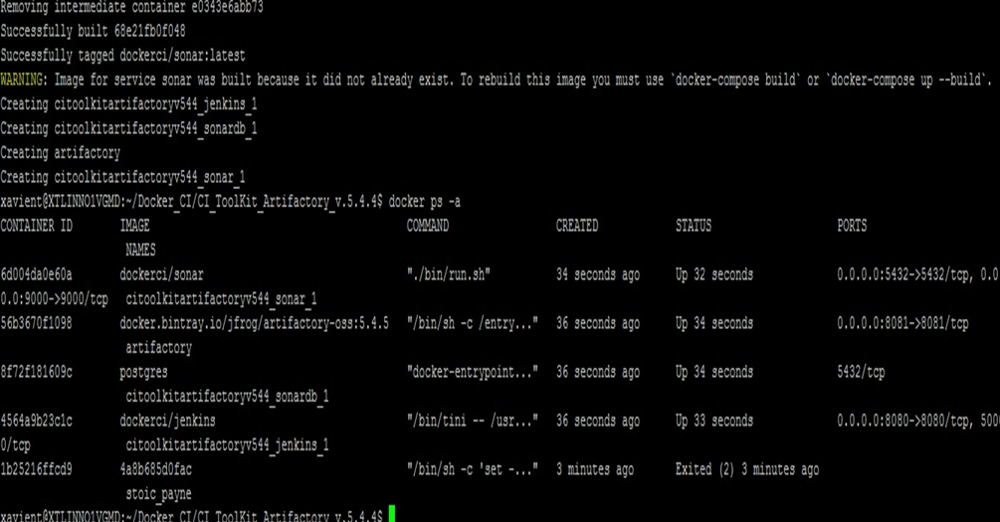 Removing intermediate container e0343e6abb73
Successfully built 68e21fb0f048
Successfully tagged dockerci/sonar:latest
WARNING: Image for service sonar was built because it did not already exist. To rebuild this image you must use `docker-compose build` or `docker-compose up --build`.
Creating citoolkitartifactoryv544_jenkins_1
Creating citoolkitartifactoryv544_sonardb_1
Creating artifactory
Creating citoolkitartifactoryv544_sonar_1
xavient@XTLINNO1VGMD:~/Docker_CI/CI_ToolKit_Artifactory_v.5.4.4$ docker ps -a
CONTAINER ID IMAGE COMMAND CREATED STATUS PORTS
NAMES
6d004da0e60a dockerci/sonar "./bin/run.sh" 34 seconds ago Up 32 seconds 0.0.0.0:5432->5432/tcp, 0.0.
0.0:9000->9000/tcp citoolkitartifactoryv544_sonar_1
56b3670f1098 docker.bintray.io/jfrog/artifactory-oss:5.4.5 "/bin/sh -c /entry..." 36 seconds ago Up 34 seconds 0.0.0.0:8081->8081/tcp
artifactory
8f72f181609c postgres "docker-entrypoint..." 36 seconds ago Up 34 seconds 5432/tcp
citoolkitartifactoryv544_sonardb_1
4564a9b23c1c dockerci/jenkins "/bin/tini -- /usr..." 36 seconds ago Up 33 seconds 0.0.0.0:8080->8080/tcp, 5000
0/tcp citoolkitartifactoryv544_jenkins_1
1b25216ffcd9 4a8b685d0fac "/bin/sh -c 'set -..." 3 minutes ago Exited (2) 3 minutes ago
stoic_payne
xavient@XTLINNO1VGMD:~/Docker_CI/CI_ToolKit_Artifactory_v.5.4.4$